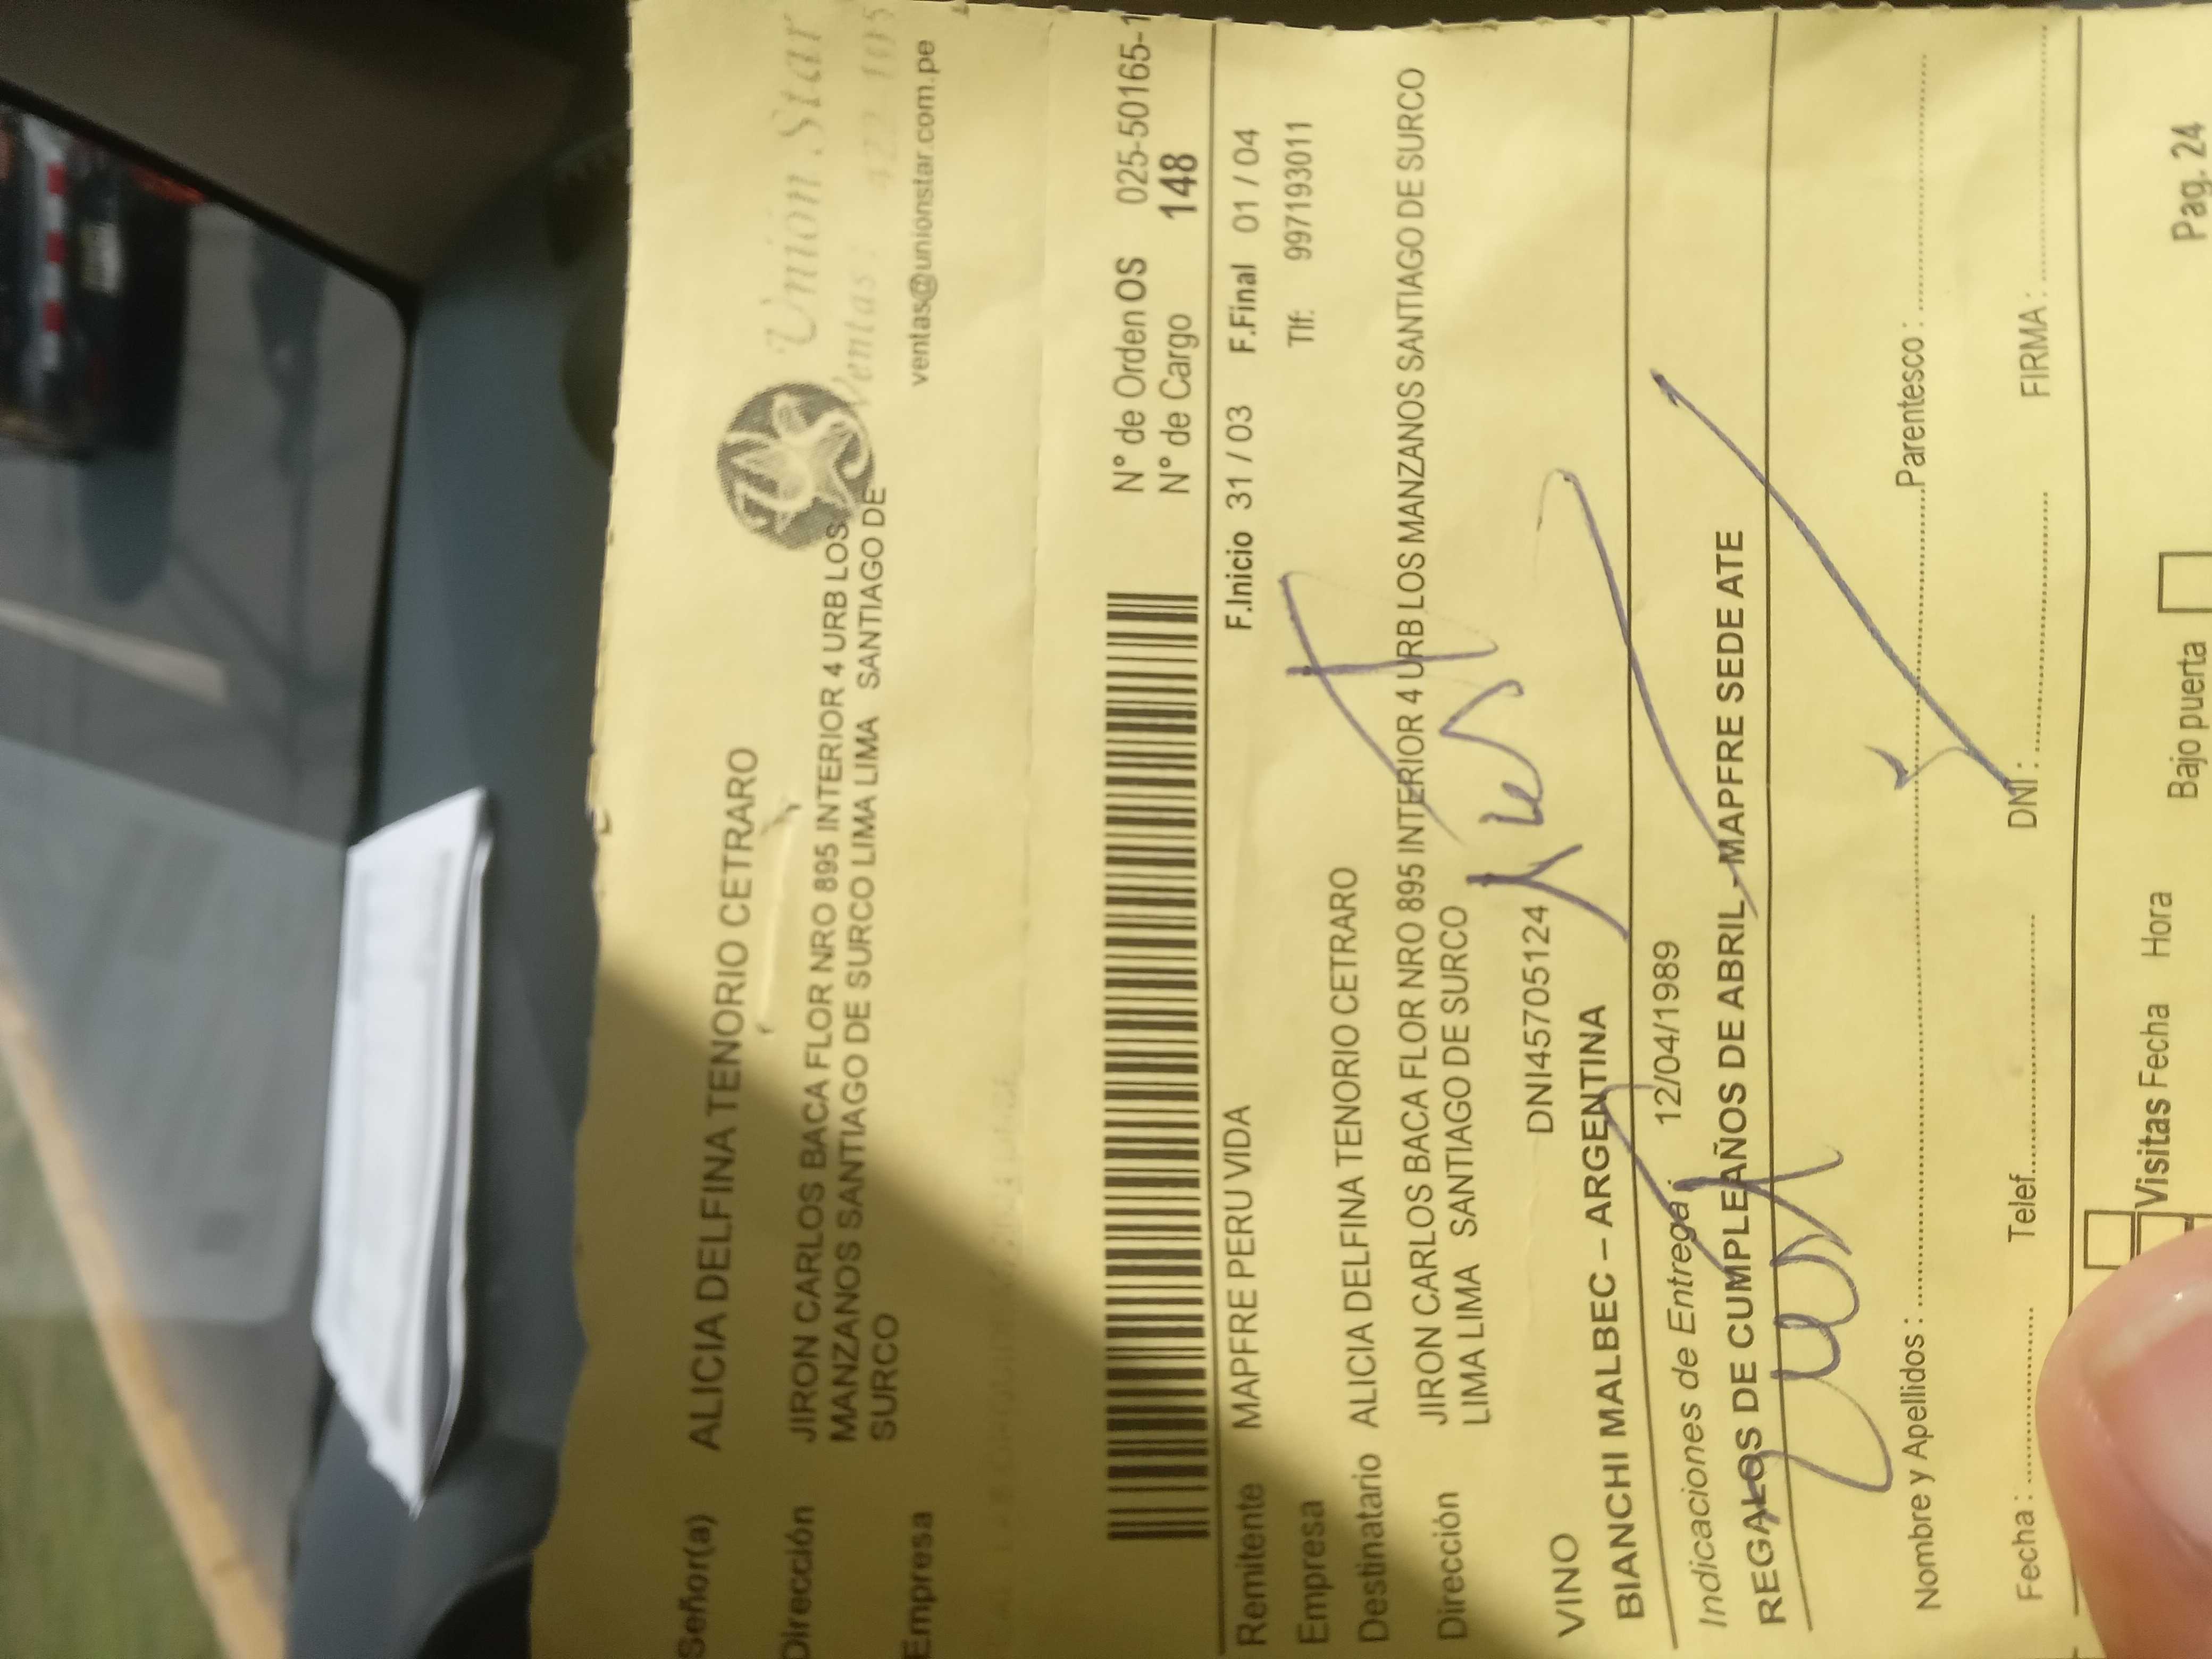 Señor(a) ALICIA DELFINA TENORIO CETRARO
Dirección JIRON CARLOS BACA FLOR NRO 895 INTERIOR 4 URB LOS
MANZANOS SANTIAGO DE SURCO LIMA LIMA SANTIAGO DE
SURCO
Empresa
Union Star
Ventas: 422-105
ventas@unionstar.com.pe
N° de Orden OS 025-50165-1
N° de Cargo 148
Remitente MAPFRE PERU VIDA F.Inicio 31 / 03 F.Final 01 / 04
Empresa Tlf: 997193011
Destinatario ALICIA DELFINA TENORIO CETRARO
Dirección JIRON CARLOS BACA FLOR NRO 895 INTERIOR 4 URB LOS MANZANOS SANTIAGO DE SURCO
LIMA LIMA SANTIAGO DE SURCO
VINO DNI45705124
BIANCHI MALBEC – ARGENTINA
Indicaciones de Entrega : 12/04/1989
REGALOS DE CUMPLEAÑOS DE ABRIL - MAPFRE SEDE ATE
Nombre y Apellidos : Parentesco :
Fecha : Telef. DNI : FIRMA :
Visitas Fecha Hora Bajo puerta Pag. 24